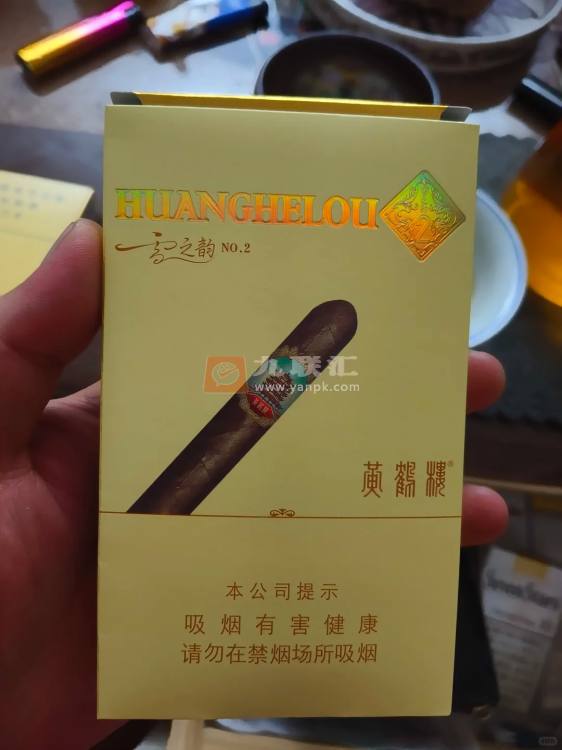 HUANGHELOU
2
雪之韵 NO.2
九联汇
www.yanpk.com
黄鹤楼®
本公司提示
吸烟有害健康
请勿在禁烟场所吸烟